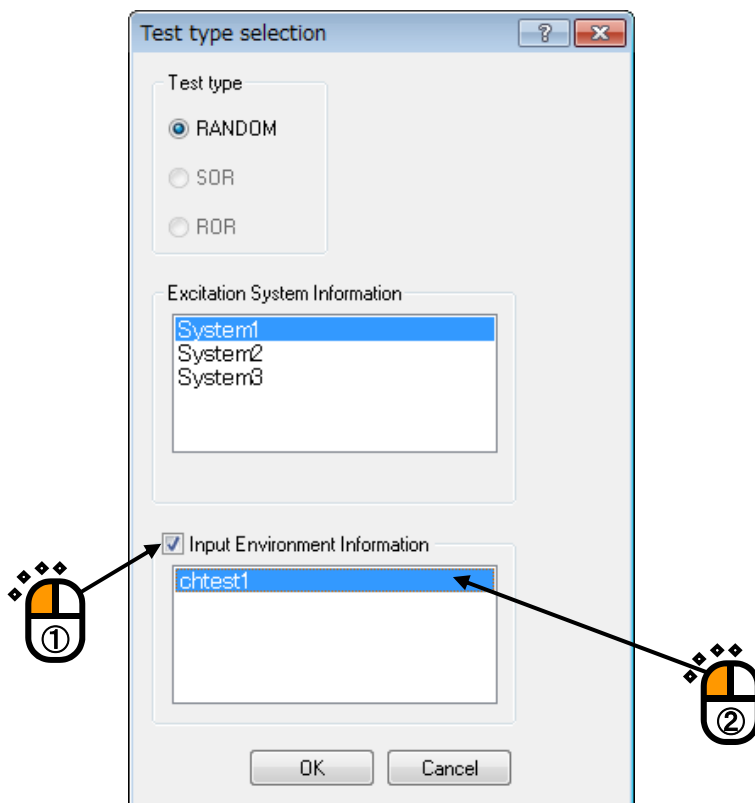 Test type selection
?
Test type
RANDOM
SOR
ROR
Excitation System Information
System1
System2
System3
Input Environment Information
chtest1
①
②
OK
Cancel